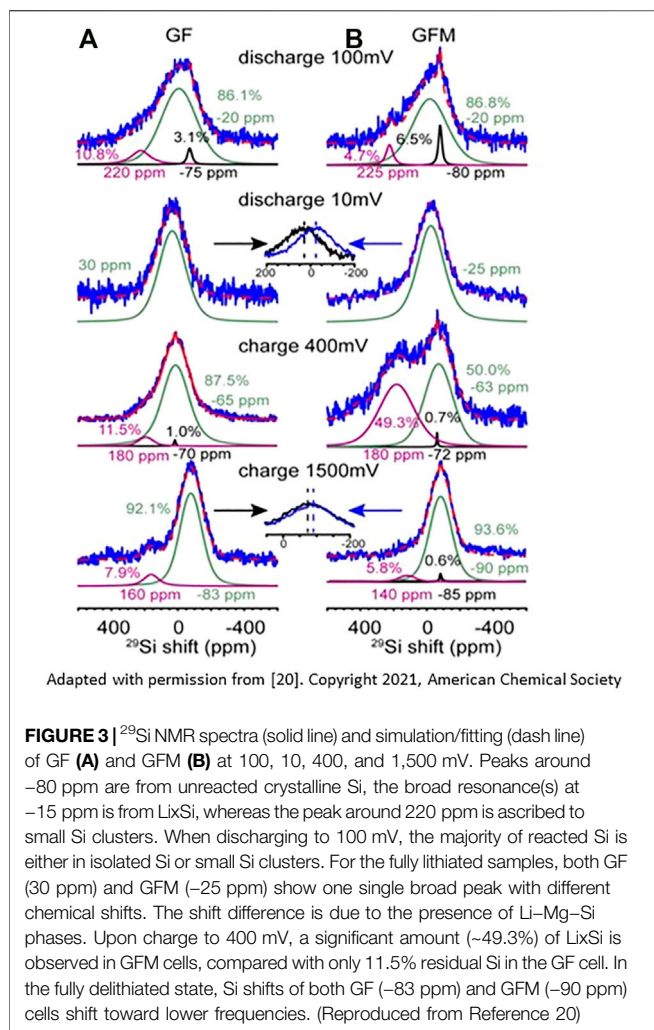 A GF B GFM
discharge 100mV
86.1%
-20 ppm
3.1%
10.8%
220 ppm -75 ppm
86.8%
-20 ppm
6.5%
4.7%
225 ppm -80 ppm
discharge 10mV
30 ppm
200 0 200
-25 ppm
charge 400mV
87.5%
-65 ppm
11.5% 1.0%
180 ppm -70 ppm
50.0%
-63 ppm
49.3% 0.7%
180 ppm -72 ppm
charge 1500mV
92.1%
7.9%
160 ppm -83 ppm
0 200
93.6%
-90 ppm
5.8% 0.6%
140 ppm -85 ppm
400 0 -400 400 0 -400
29Si shift (ppm) 29Si shift (ppm)
Adapted with permission from [20]. Copyright 2021, American Chemical Society
FIGURE 3 | 29Si NMR spectra (solid line) and simulation/fitting (dash line)
of GF (A) and GFM (B) at 100, 10, 400, and 1,500 mV. Peaks around
−80 ppm are from unreacted crystalline Si, the broad resonance(s) at
−15 ppm is from LixSi, whereas the peak around 220 ppm is ascribed to
small Si clusters. When discharging to 100 mV, the majority of reacted Si is
either in isolated Si or small Si clusters. For the fully lithiated samples, both GF
(30 ppm) and GFM (−25 ppm) show one single broad peak with different
chemical shifts. The shift difference is due to the presence of Li–Mg–Si
phases. Upon charge to 400 mV, a significant amount (~49.3%) of LixSi is
observed in GFM cells, compared with only 11.5% residual Si in the GF cell. In
the fully delithiated state, Si shifts of both GF (−83 ppm) and GFM (−90 ppm)
cells shift toward lower frequencies. (Reproduced from Reference 20)